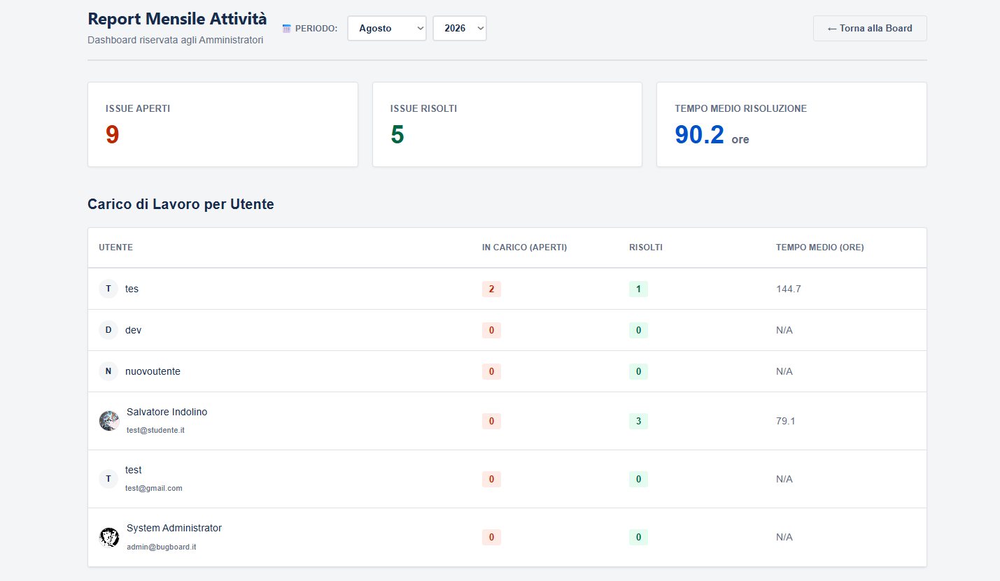 Report Mensile Attività
Dashboard riservata agli Amministratori
PERIODO:
Agosto
2026
← Torna alla Board
ISSUE APERTI
9
ISSUE RISOLTI
5
TEMPO MEDIO RISOLUZIONE
90.2 ore
Carico di Lavoro per Utente
UTENTE IN CARICO (APERTI) RISOLTI TEMPO MEDIO (ORE)
T tes 2 1 144.7
D dev 0 0 N/A
N nuovoutente 0 0 N/A
Salvatore Indolino
test@studente.it
0 3 79.1
test
test@gmail.com
T 0 0 N/A
System Administrator
admin@bugboard.it
0 0 N/A